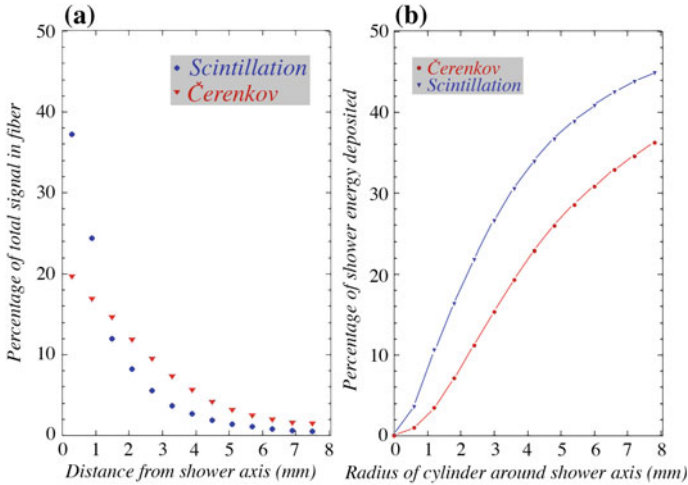 (a)
50
40
30
20
10
0
Percentage of total signal in fiber
Scintillation
Čerenkov
0 1 2 3 4 5 6 7 8
Distance from shower axis (mm)
(b)
50
40
30
20
10
0
Percentage of shower energy deposited
Čerenkov
Scintillation
0 1 2 3 4 5 6 7 8
Radius of cylinder around shower axis (mm)